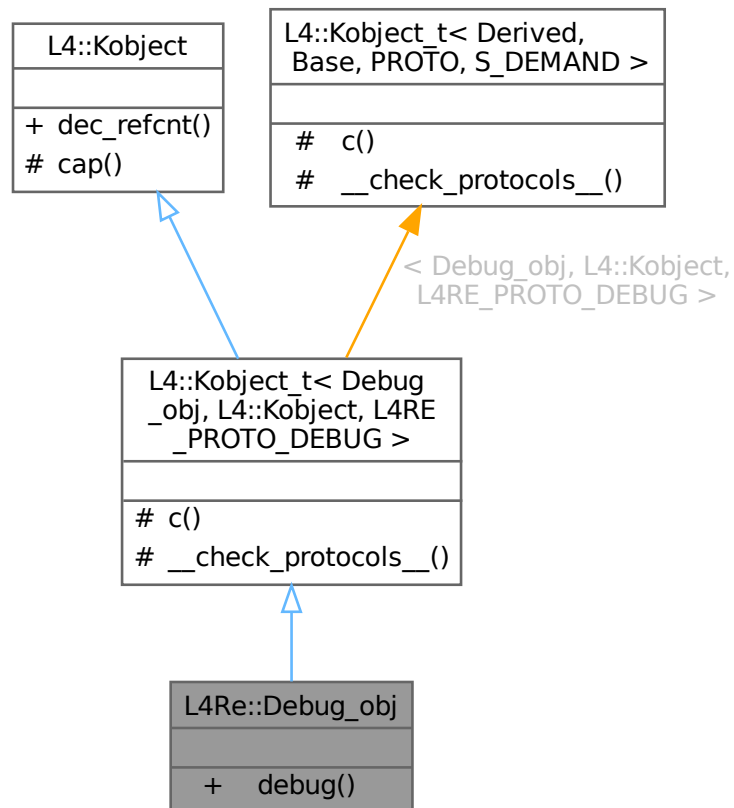 L4::Kobject
+ dec_refcnt()
# cap()
L4::Kobject_t< Derived,
Base, PROTO, S_DEMAND >
# c()
# __check_protocols__()
< Debug_obj, L4::Kobject,
L4RE_PROTO_DEBUG >
L4::Kobject_t< Debug
_obj, L4::Kobject, L4RE
_PROTO_DEBUG >
# c()
# __check_protocols__()
L4Re::Debug_obj
+ debug()